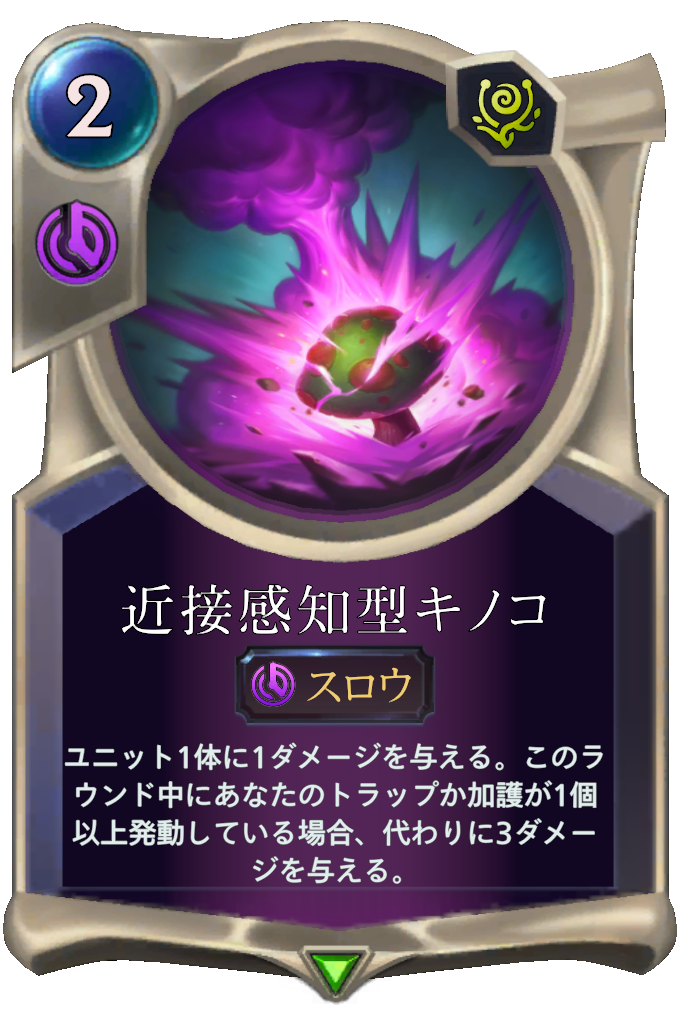 2
近接感知型キノコ
スロウ
ユニット1体に1ダメージを与える。このラ
ウンド中にあなたのトラップか加護が1個
以上発動している場合、代わりに3ダメー
ジを与える。